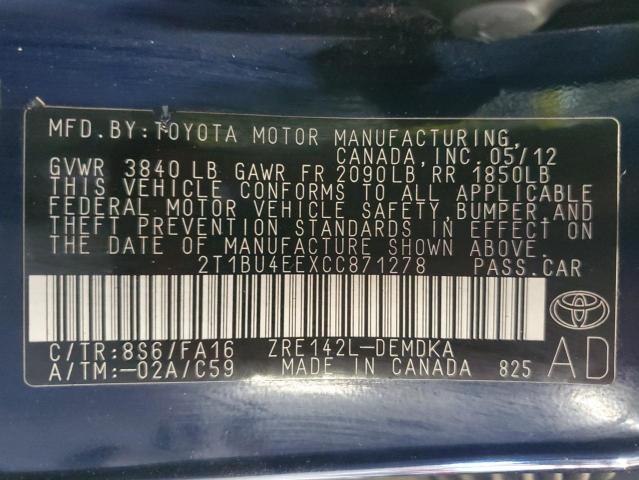 MFD.BY:TOYOTA MOTOR MANUFACTURING,
CANADA,INC.05/12
GVWR 3840 LB GAWR FR 2090LB RR 1850LB
THIS VEHICLE CONFORMS TO ALL APPLICABLE
FEDERAL MOTOR VEHICLE SAFETY,BUMPER,AND
THEFT PREVENTION STANDARDS IN EFFECT ON
THE DATE OF MANUFACTURE SHOWN ABOVE.
2T1BU4EEXCC871278 PASS.CAR
C/TR:8S6/FA16 ZRE142L-DEMDKA
A/TM:-02A/C59 MADE IN CANADA 825
AD